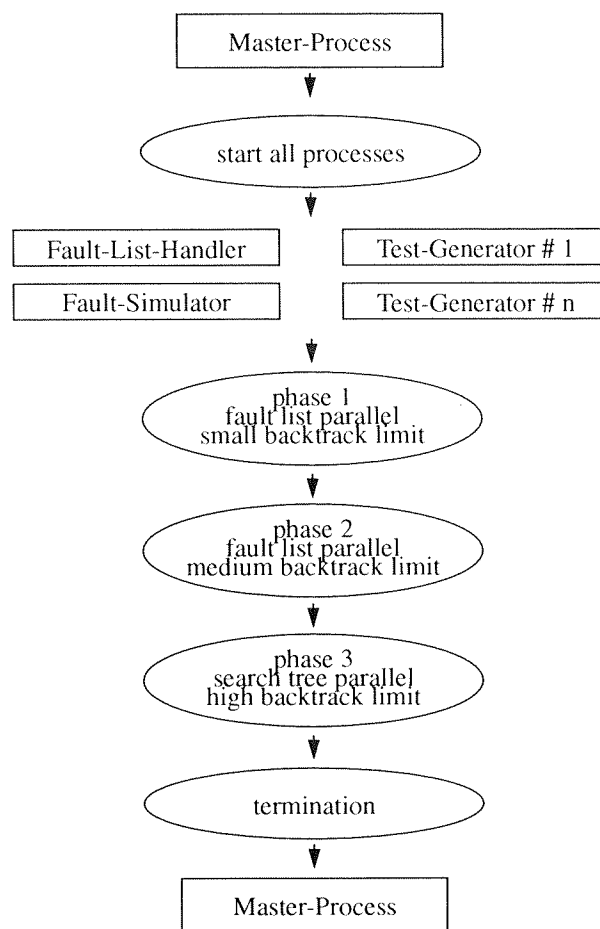 Master-Process
start all processes
Fault-List-Handler
Test-Generator # 1
Fault-Simulator
Test-Generator # n
phase 1
fault list parallel
small backtrack limit
phase 2
fault list parallel
medium backtrack limit
phase 3
search tree parallel
high backtrack limit
termination
Master-Process